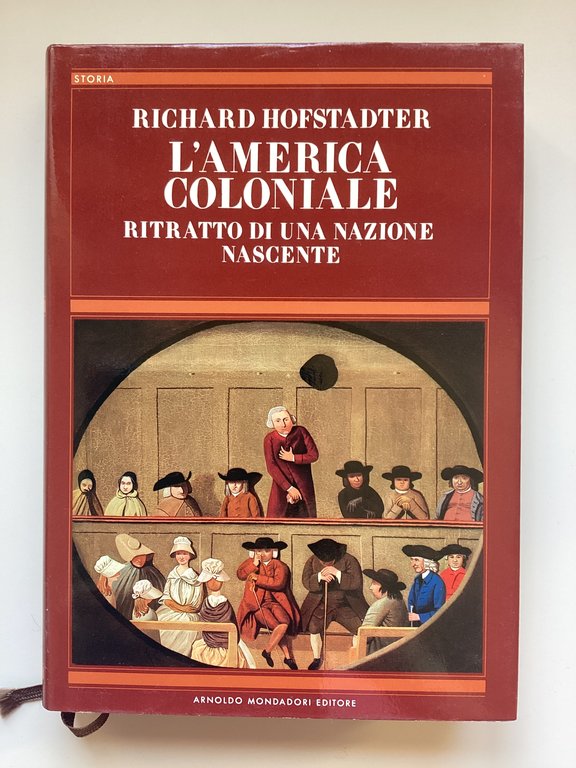 STORIA
RICHARD HOFSTADTER
L'AMERICA
COLONIALE
RITRATTO DI UNA NAZIONE
NASCENTE
ARNOLDO MONDADORI EDITORE